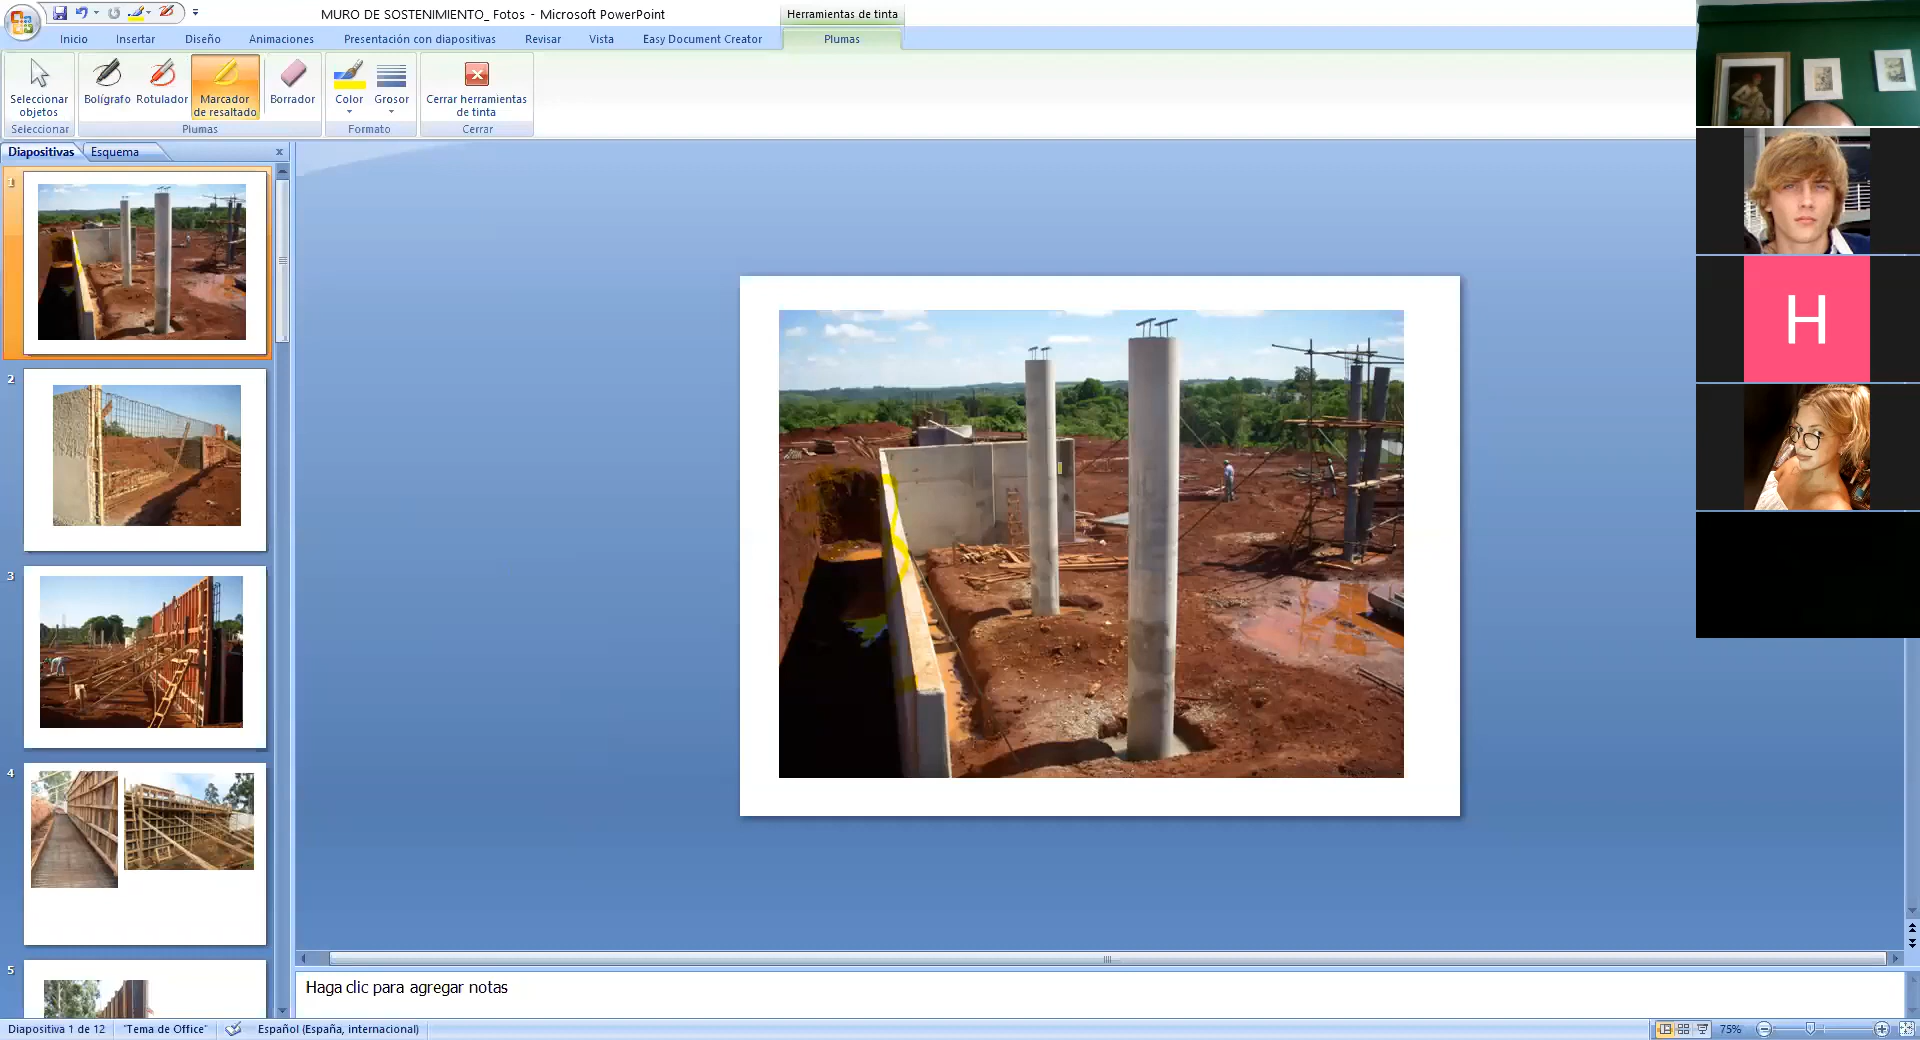 MURO DE SOSTENIMIENTO_ Fotos - Microsoft PowerPoint
Herramientas de tinta
Inicio
Insertar
Diseño
Animaciones
Presentación con diapositivas
Revisar
Vista
Easy Document Creator
Plumas
Seleccionar
objetos
Bolígrafo
Rotulador
Marcador
de resaltado
Borrador
Color
Grosor
Cerrar herramientas
de tinta
Seleccionar
Plumas
Formato
Cerrar
Diapositivas
Esquema
x
1
2
3
4
5
H
Haga clic para agregar notas
Diapositiva 1 de 12
"Tema de Office"
Español (España, internacional)
75%